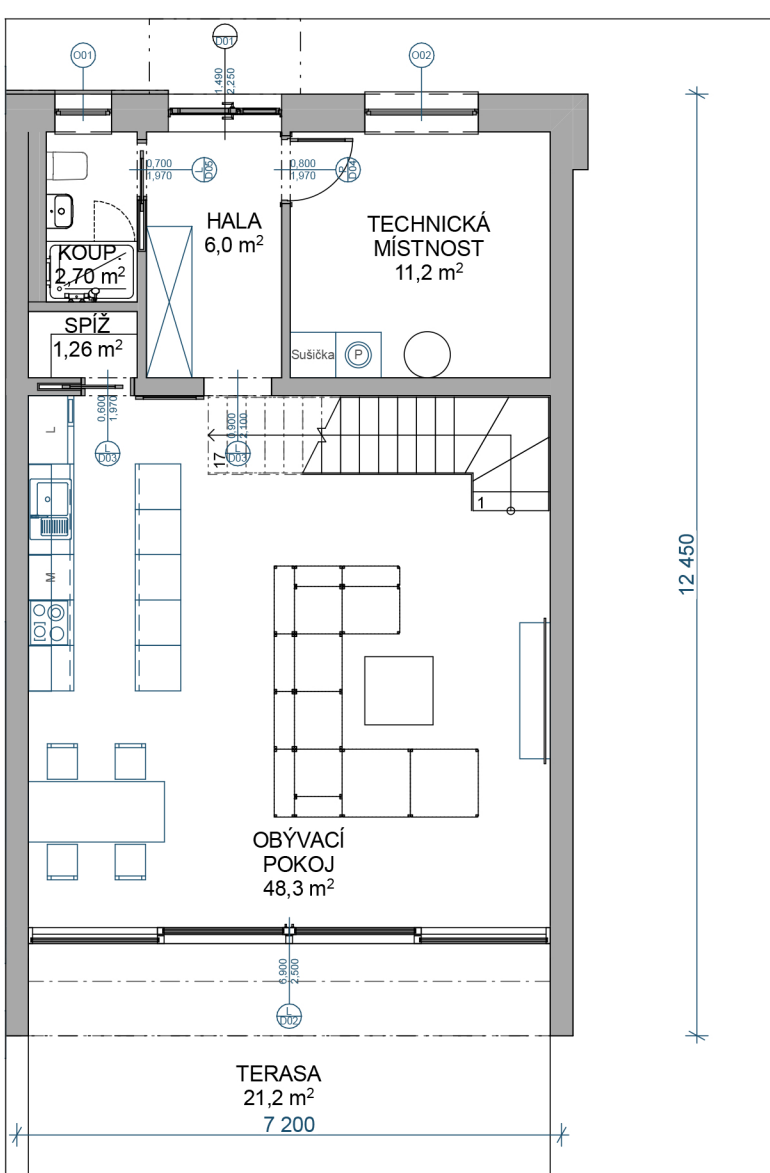 D01
O01
O02
1,490
2,250
0,700
1,970
L
D05
0,800
1,970
P
D04
HALA
6,0 m²
TECHNICKÁ
MÍSTNOST
11,2 m²
KOUP.
2,70 m²
SPÍŽ
1,26 m²
Sušička
P
0,600
1,970
L
D03
0,900
2,100
L
D03
17
1
L
M
12 450
OBÝVACÍ
POKOJ
48,3 m²
6,900
2,500
L
D02
TERASA
21,2 m²
7 200